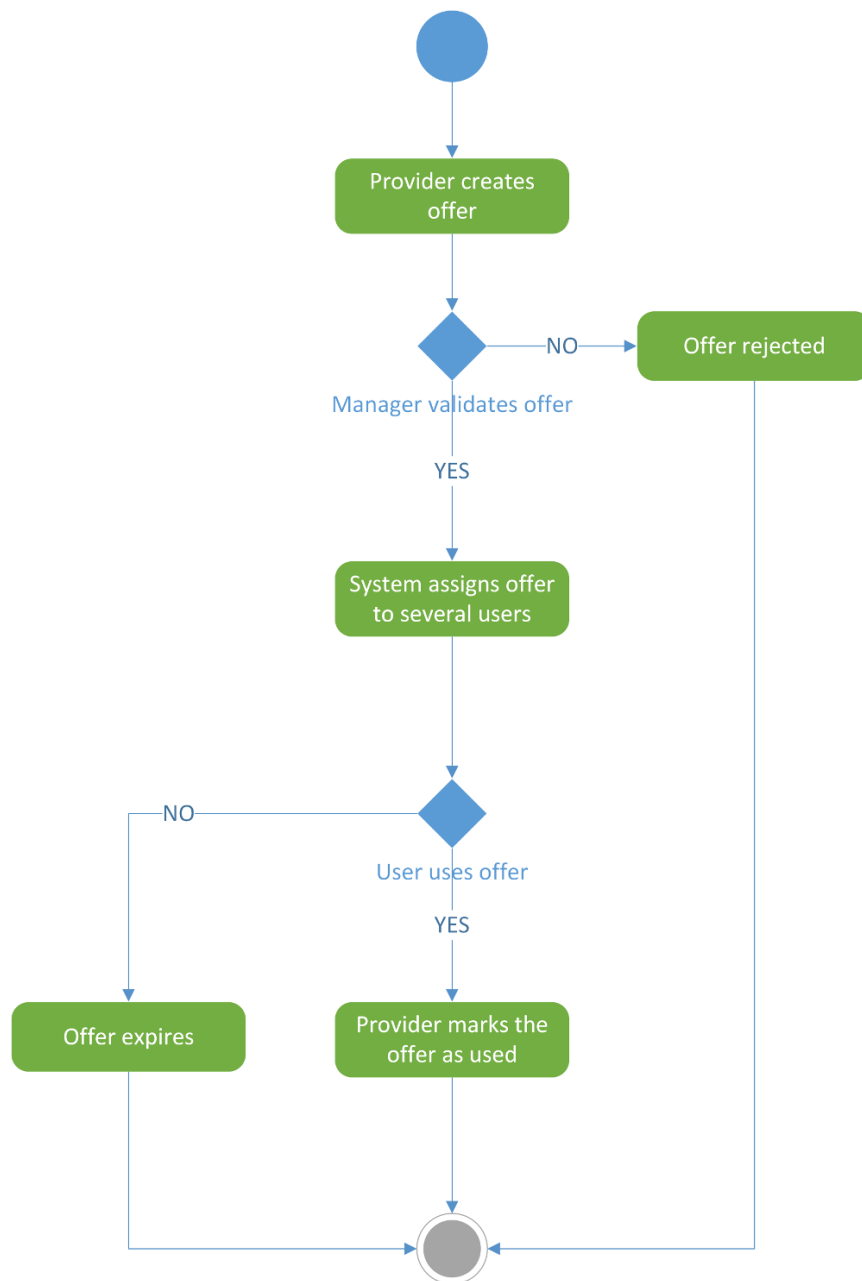 Provider creates
offer
NO
Offer rejected
Manager validates offer
YES
System assigns offer
to several users
NO
User uses offer
YES
Offer expires
Provider marks the
offer as used